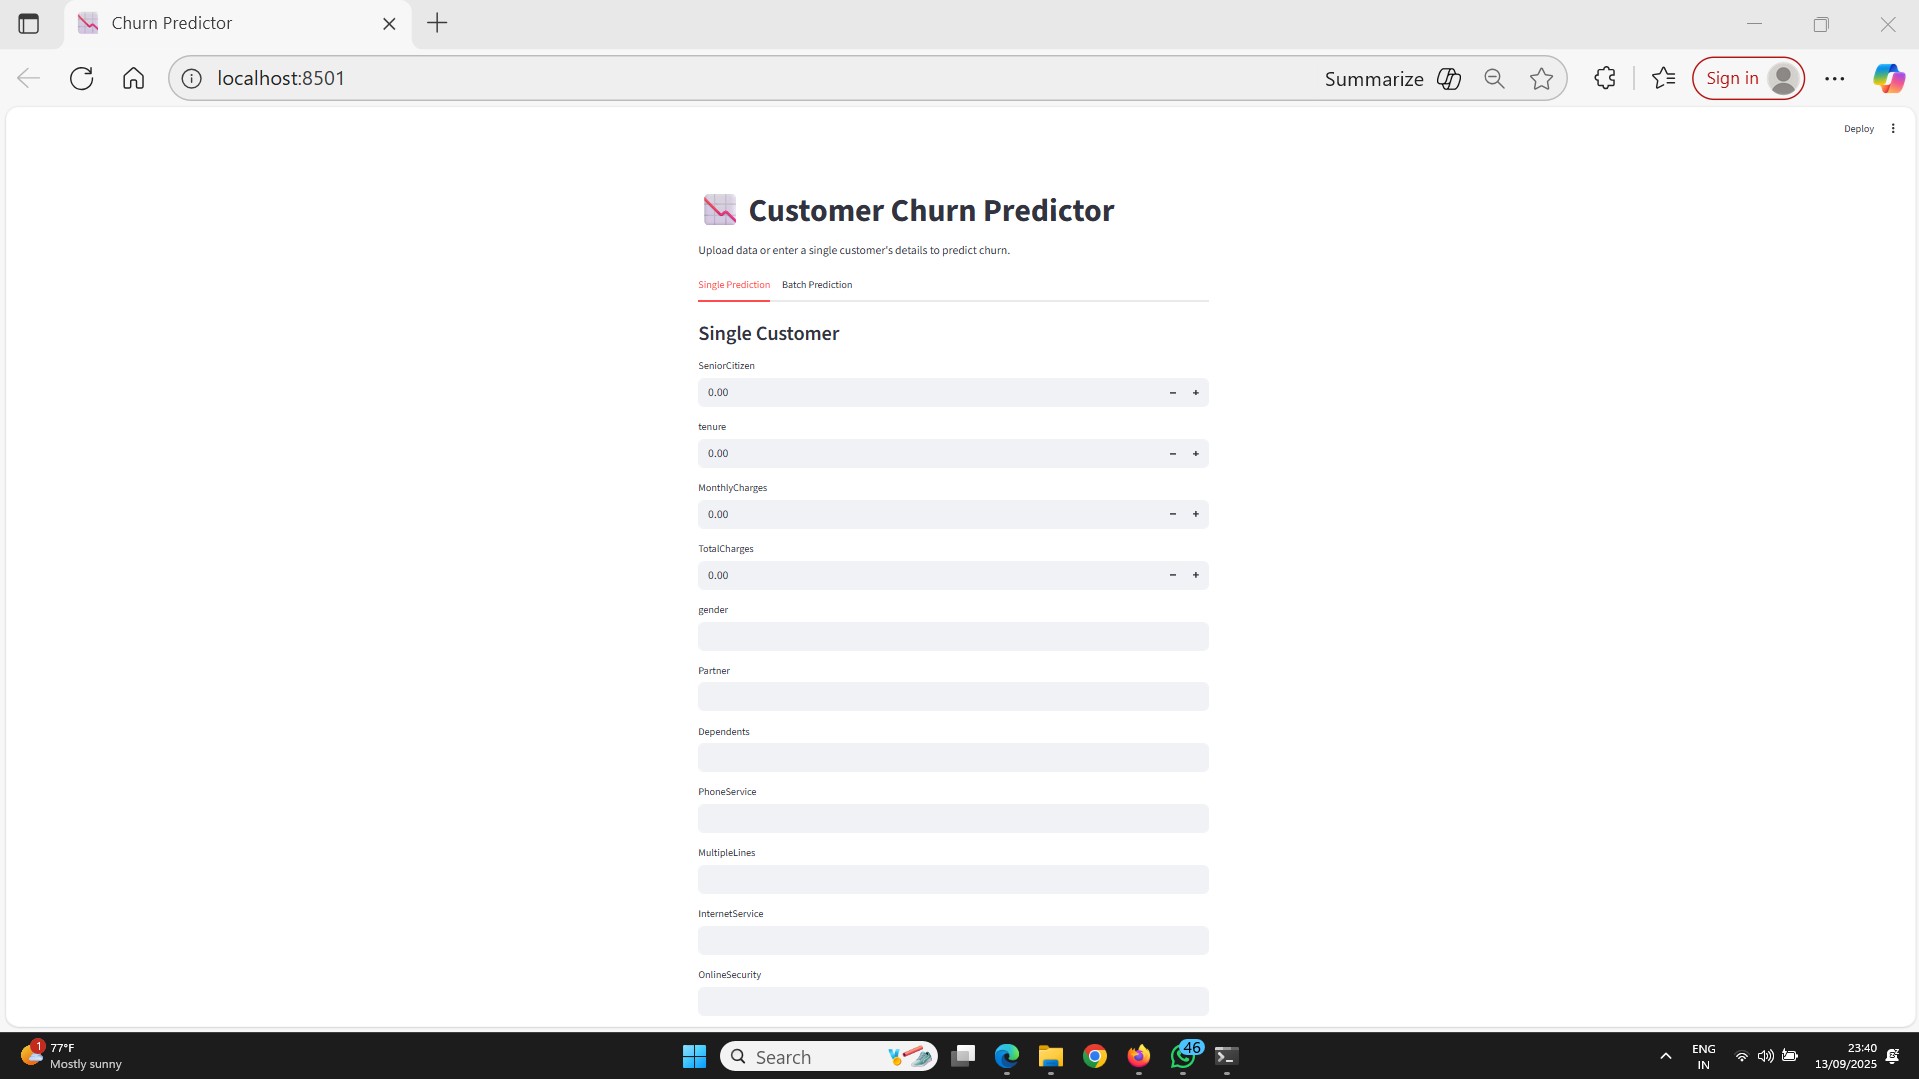 Churn Predictor
localhost:8501
Summarize
Sign in
Deploy
Customer Churn Predictor
Upload data or enter a single customer's details to predict churn.
Single Prediction Batch Prediction
Single Customer
SeniorCitizen
0.00
tenure
0.00
MonthlyCharges
0.00
TotalCharges
0.00
gender
Partner
Dependents
PhoneService
MultipleLines
InternetService
OnlineSecurity
1
77°F
Mostly sunny
Search
46
ENG
IN
23:40
13/09/2025